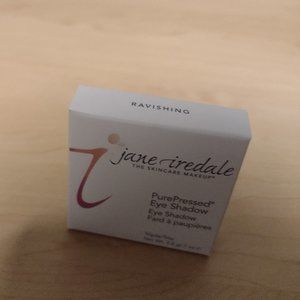 RAVISHING
jane iredale
THE SKINCARE MAKEUP®
PurePressed®
Eye Shadow
Eye Shadow
Fard à paupières